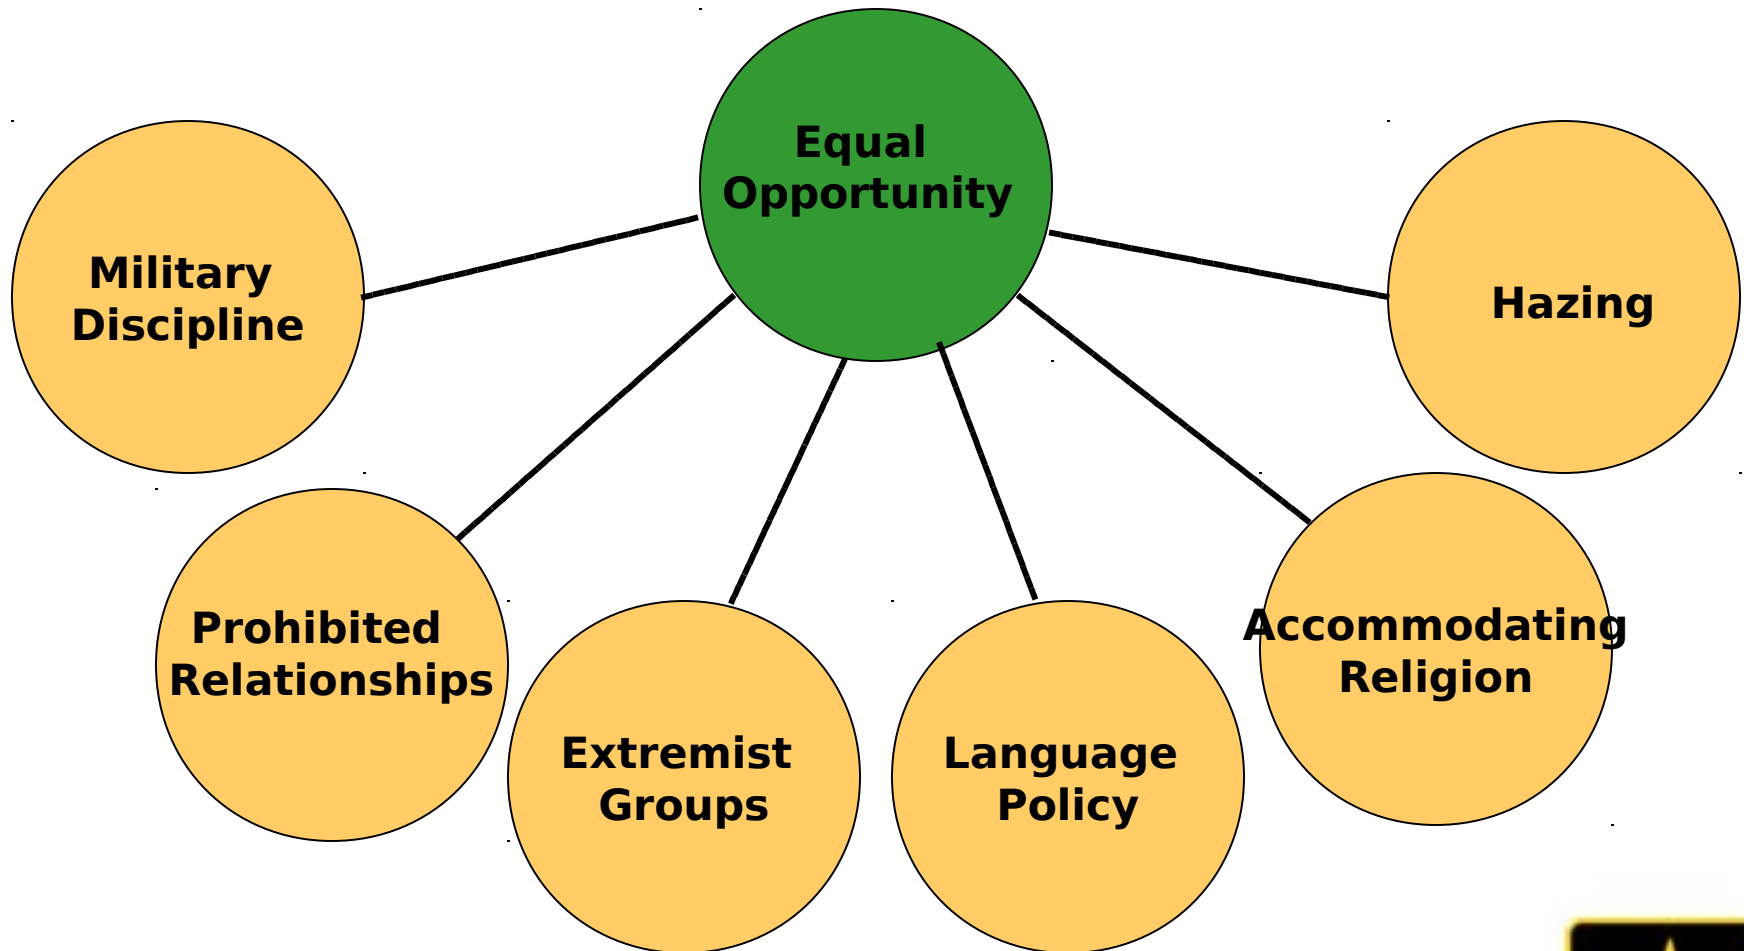 Equal
Opportunity
Military
Discipline
Hazing
Prohibited
Relationships
Accommodating
Religion
Extremist
Groups
Language
Policy